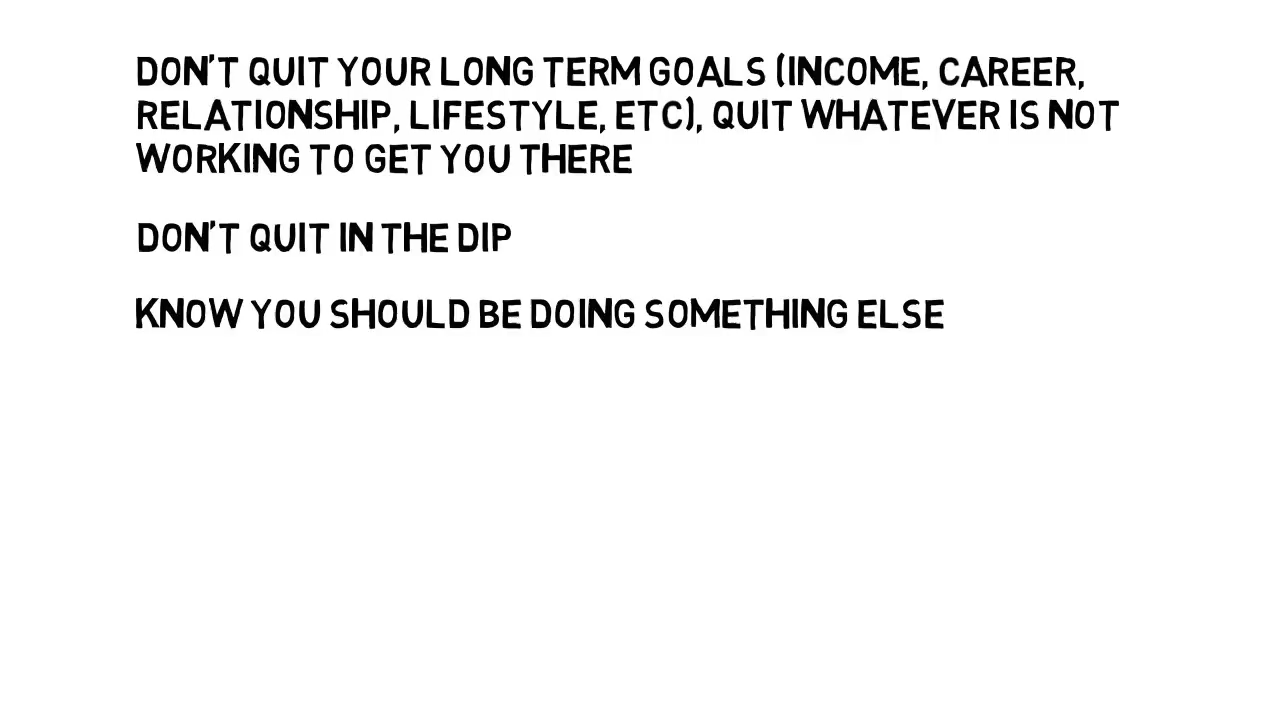 DON'T QUIT YOUR LONG TERM GOALS (INCOME, CAREER,
RELATIONSHIP, LIFESTYLE, ETC), QUIT WHATEVER IS NOT
WORKING TO GET YOU THERE
DON'T QUIT IN THE DIP
KNOW YOU SHOULD BE DOING SOMETHING ELSE